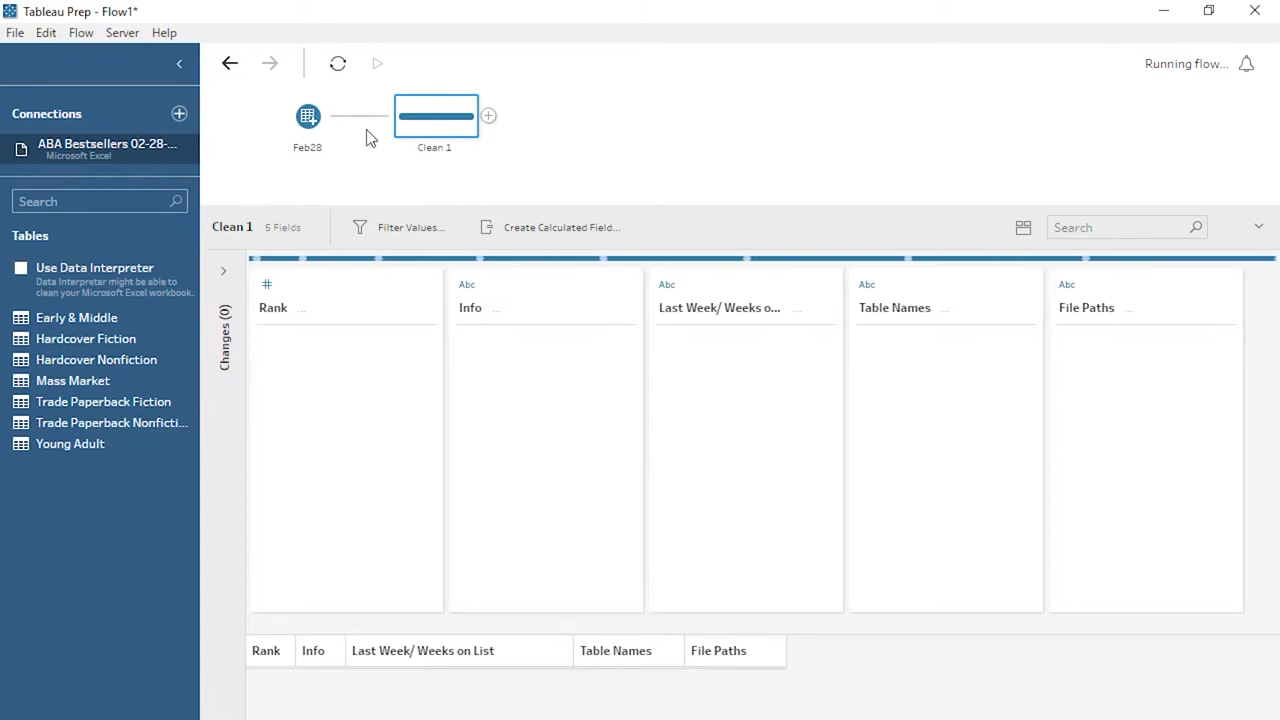 Tableau Prep - Flow1*
File Edit Flow Server Help
Running flow...
Connections
ABA Bestsellers 02-28-...
Microsoft Excel
Feb28
Clean 1
Search
Tables
Use Data Interpreter
Data Interpreter might be able to
clean your Microsoft Excel workbook.
Early & Middle
Hardcover Fiction
Hardcover Nonfiction
Mass Market
Trade Paperback Fiction
Trade Paperback Nonficti...
Young Adult
Clean 1 5 Fields Filter Values... Create Calculated Field... Search
Changes (0)
# Abc Abc Abc Abc
Rank ... Info ... Last Week/ Weeks o... ... Table Names ... File Paths ...
Rank Info Last Week/ Weeks on List Table Names File Paths